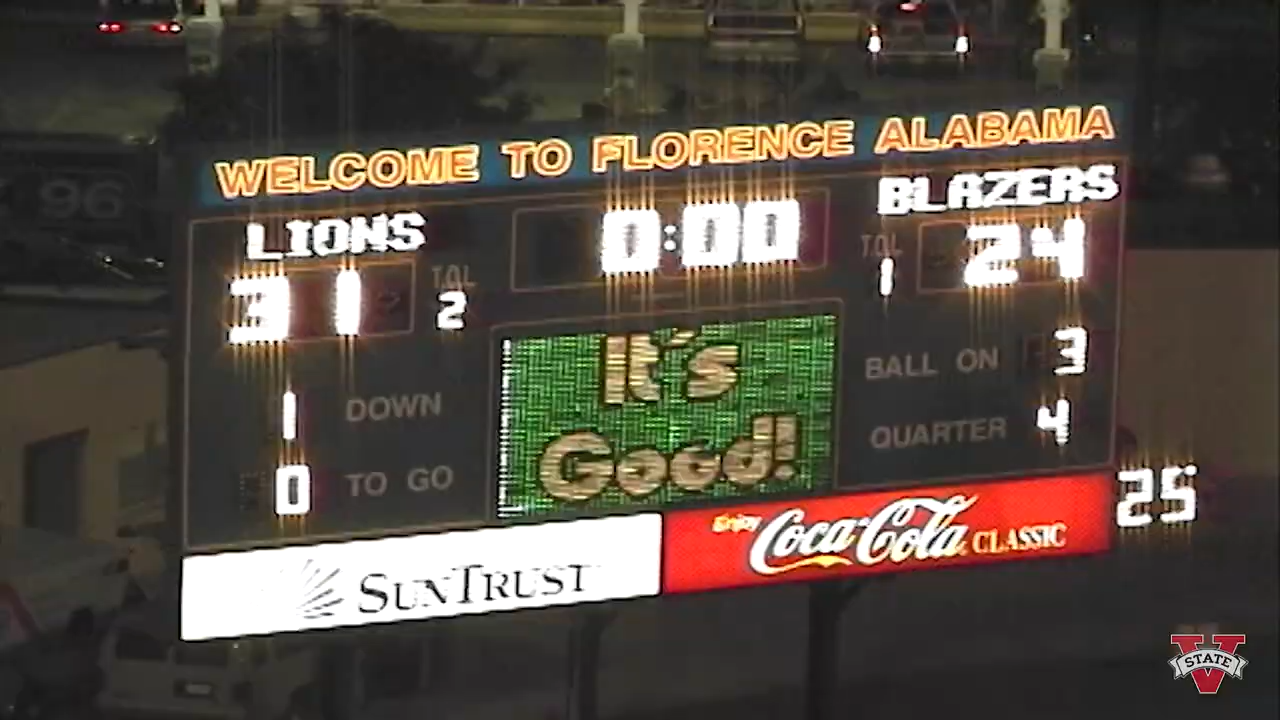 WELCOME TO FLORENCE ALABAMA
96
LIONS
0:00
BLAZERS
31
TOL
2
TOL
1
24
It's
Good!
BALL ON 3
1 DOWN
QUARTER 4
0 TO GO
25
SUNTRUST
Enjoy
Coca-Cola CLASSIC
V STATE